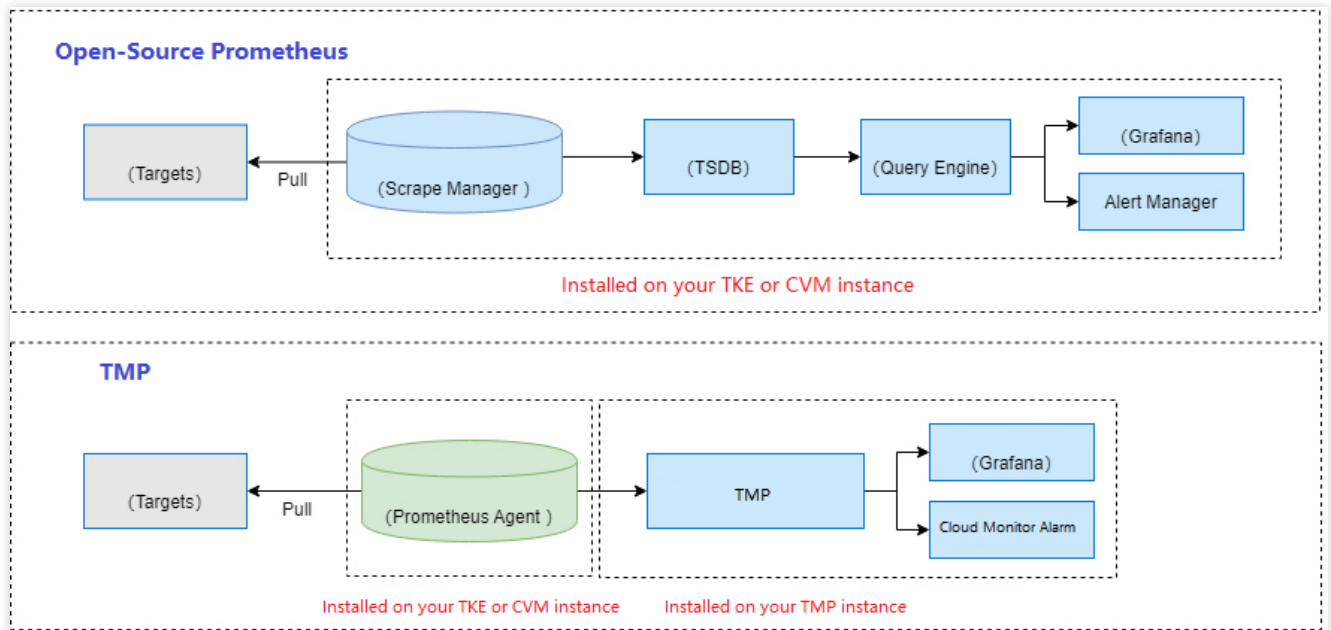 Open-Source Prometheus
(Targets)
Pull
(Scrape Manager )
(TSDB)
(Query Engine)
(Grafana)
Alert Manager
Installed on your TKE or CVM instance
TMP
(Targets)
Pull
(Prometheus Agent )
TMP
(Grafana)
Cloud Monitor Alarm
Installed on your TKE or CVM instance
Installed on your TMP instance